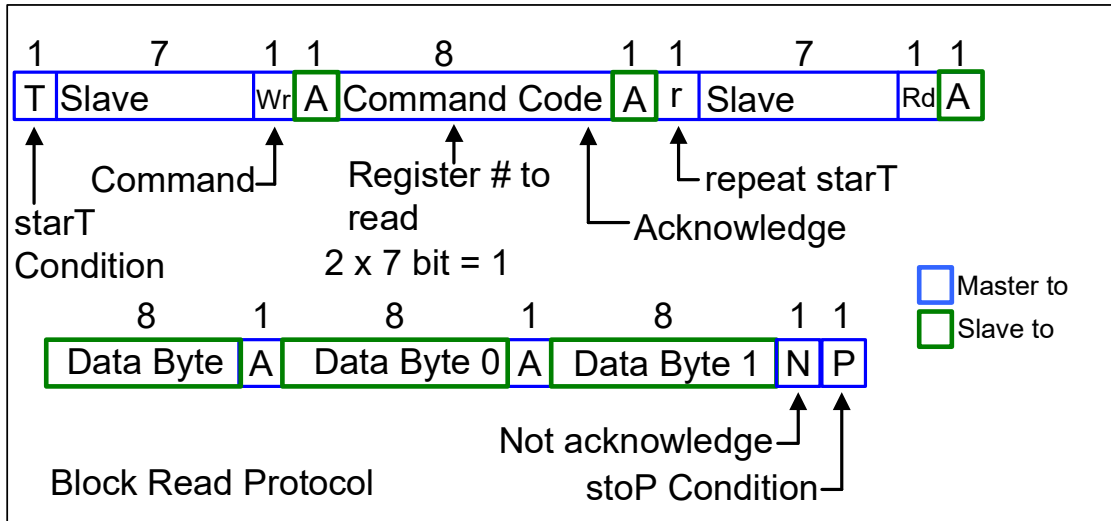 1 7 1 1 8 1 1 7 1 1
T Slave Wr A Command Code A r Slave Rd A
Command
Register # to
read
2 x 7 bit = 1
repeat starT
Acknowledge
starT
Condition
Master to
Slave to
8 1 8 1 8 1 1
Data Byte A Data Byte 0 A Data Byte 1 N P
Not acknowledge
stoP Condition
Block Read Protocol